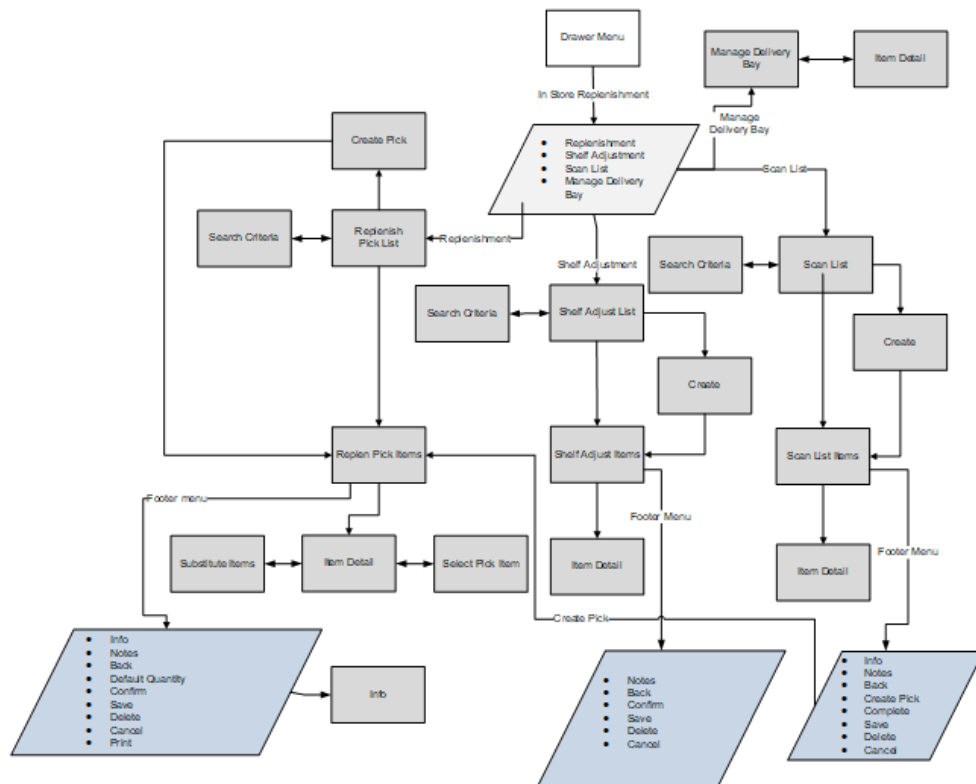 Drawer Menu
Manage Delivery
Bay
Item Detail
In Store Replenishment
Manage
Delivery Bay
Create Pick
• Replenishment
• Shelf Adjustment
• Scan List
• Manage Delivery
Bay
Scan List
Search Criteria
Replenish
Pick List
Replenishment
Shelf Adjustment
Search Criteria
Scan List
Search Criteria
Shelf Adjust List
Create
Create
Replen Pick Items
Shelf Adjust Items
Scan List Items
Footer menu
Footer Menu
Footer Menu
Substitute Items
Item Detail
Select Pick Item
Item Detail
Item Detail
Create Pick
• Info
• Notes
• Back
• Default Quantity
• Confirm
• Save
• Delete
• Cancel
• Print
Info
• Notes
• Back
• Confirm
• Save
• Delete
• Cancel
• Info
• Notes
• Back
• Create Pick
• Complete
• Save
• Delete
• Cancel